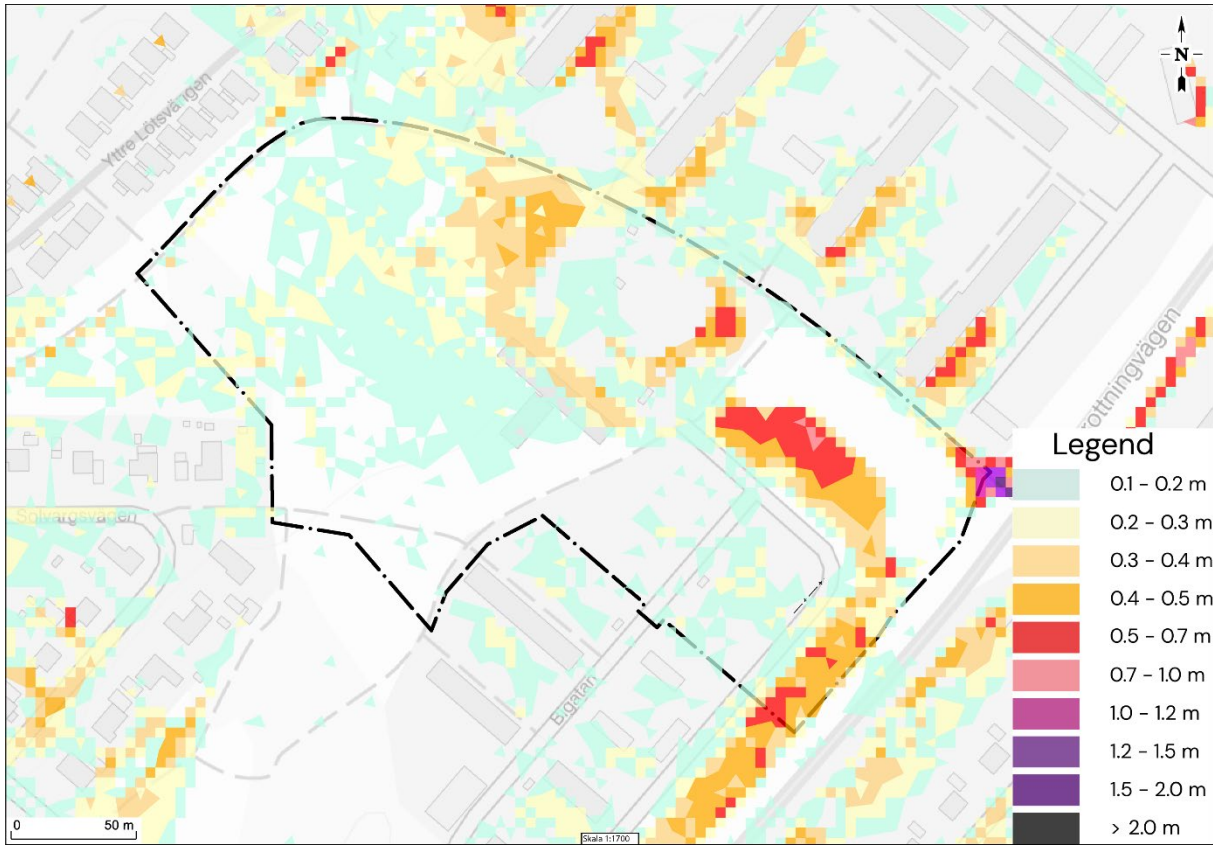 N
Yttre Lötsvägen
rottningvägen
Solvarbsvägen
B.gatan
Legend
0.1 – 0.2 m
0.2 – 0.3 m
0.3 – 0.4 m
0.4 – 0.5 m
0.5 – 0.7 m
0.7 – 1.0 m
1.0 – 1.2 m
1.2 – 1.5 m
1.5 – 2.0 m
> 2.0 m
0 50 m
Skala 1:1700